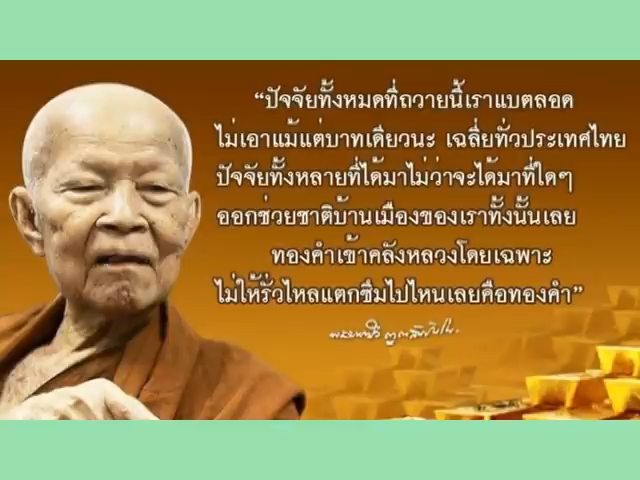 “ปัจจัยทั้งหมดที่ถวายนี้เราแบตลอด
ไม่เอาแม้แต่บาทเดียวนะ เฉลี่ยทั่วประเทศไทย
ปัจจัยทั้งหลายที่ได้มาไม่ว่าจะได้มาที่ใดๆ
ออกช่วยชาติบ้านเมืองของเราทั้งนั้นเลย
ทองคำเข้าคลังหลวงโดยเฉพาะ
ไม่ให้รั่วไหลแตกซึมไปไหนเลยคือทองคำ”